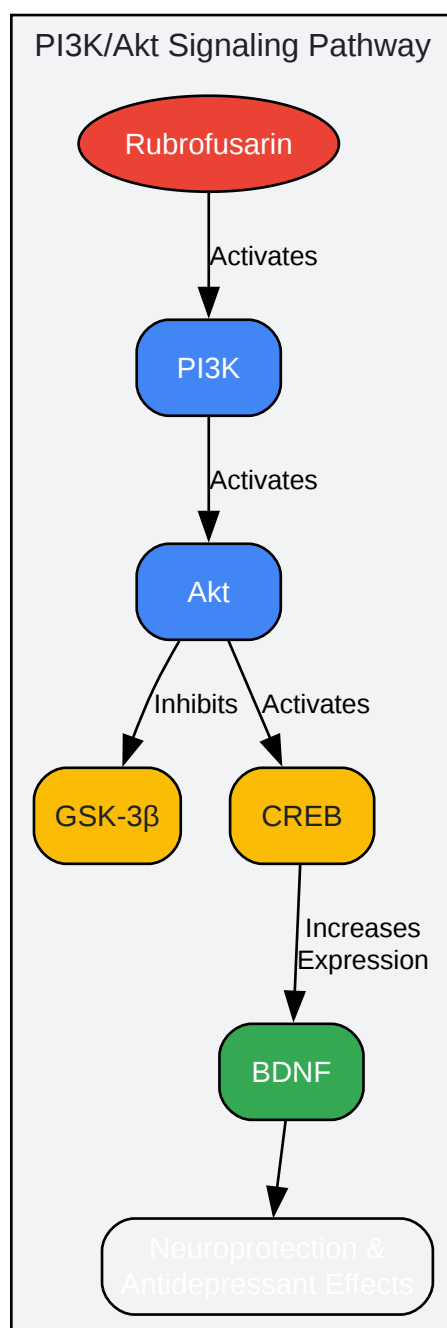 PI3K/Akt Signaling Pathway
Rubrofusarin
Activates
PI3K
Activates
Akt
Inhibits
Activates
GSK-3β
CREB
Increases
Expression
BDNF
Neuroprotection &
Antidepressant Effects